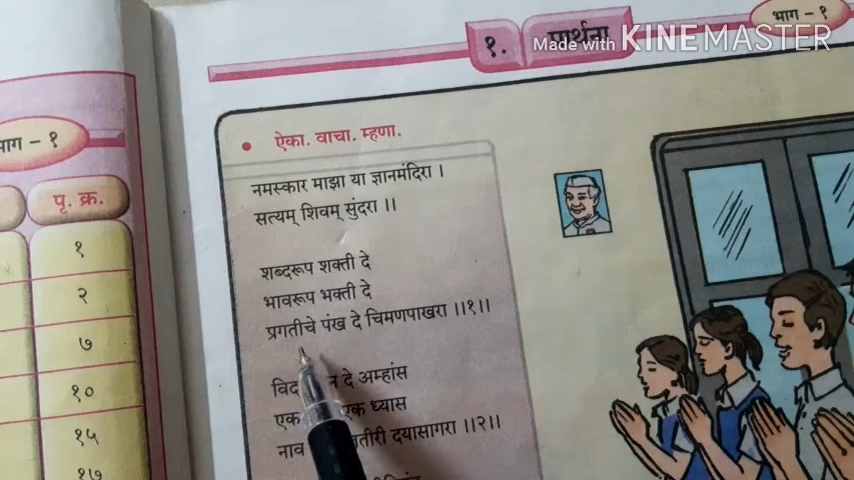 भाग - १
१. प्रार्थना
Made with KINEMASTER
• ऐका. वाचा. म्हणा.
नमस्कार माझा या ज्ञानमंदिरा ।
सत्यम् शिवम् सुंदरा ।।
शब्दरूप शक्ती दे
भावरूप भक्ती दे
प्रगतीचे पंख दे चिमणपाखरा ।।१।।
दे अम्हांस
एक ध्यास
नाव दयासागरा ।।२।।
भाग - १
पृ. क्र.
१
२
७
१०
१५
१७